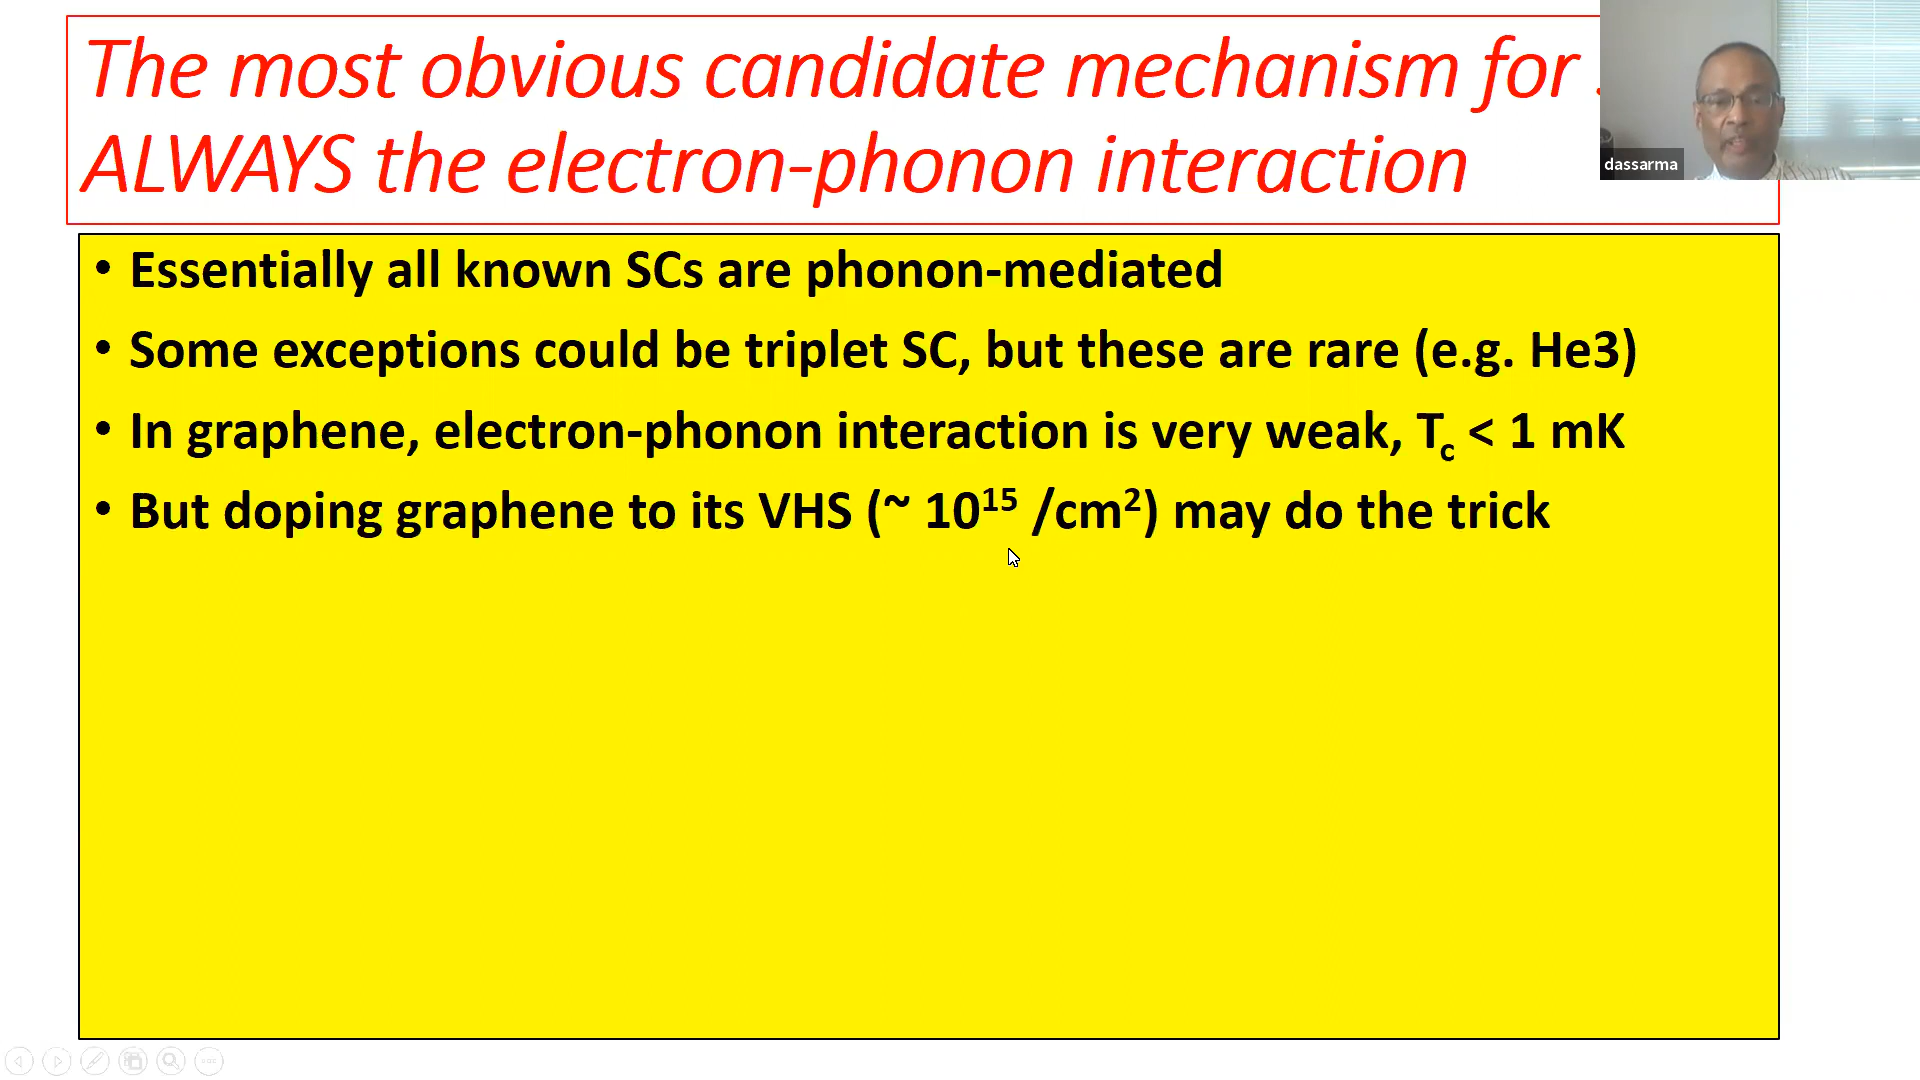 The most obvious candidate mechanism for
ALWAYS the electron-phonon interaction
dassarma
• Essentially all known SCs are phonon-mediated
• Some exceptions could be triplet SC, but these are rare (e.g. He3)
• In graphene, electron-phonon interaction is very weak, T_c < 1 mK
• But doping graphene to its VHS (~ 10¹⁵ /cm²) may do the trick